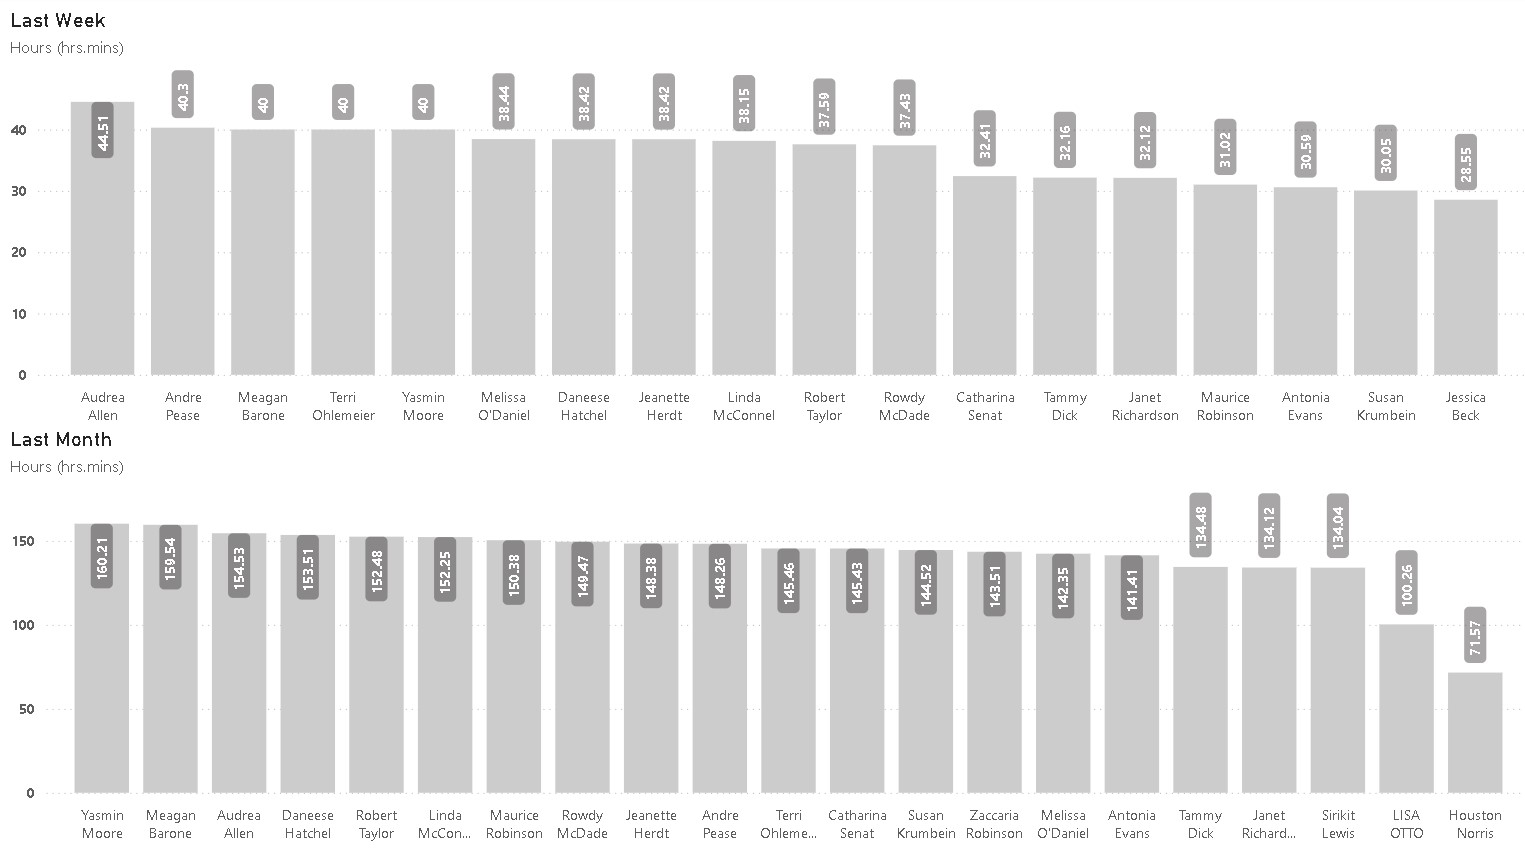 Last Week
Hours (hrs.mins)
44.51 40.3 40 40 40 38.44 38.42 38.42 38.15 37.59 37.43 32.41 32.16 32.12 31.02 30.59 30.05 28.55
40
30
20
10
0
Audrea Andre Meagan Terri Yasmin Melissa Daneese Jeanette Linda Robert Rowdy Catharina Tammy Janet Maurice Antonia Susan Jessica
Allen Pease Barone Ohlemeier Moore O'Daniel Hatchel Herdt McConnel Taylor McDade Senat Dick Richardson Robinson Evans Krumbein Beck
Last Month
Hours (hrs.mins)
160.21 159.54 154.53 153.51 152.48 152.25 150.38 149.47 148.38 148.26 145.46 145.43 144.52 143.51 142.35 141.41 134.48 134.12 134.04 100.26 71.57
150
100
50
0
Yasmin Meagan Audrea Daneese Robert Linda Maurice Rowdy Jeanette Andre Terri Catharina Susan Zaccaria Melissa Antonia Tammy Janet Sirikit LISA Houston
Moore Barone Allen Hatchel Taylor McCon... Robinson McDade Herdt Pease Ohleme... Senat Krumbein Robinson O'Daniel Evans Dick Richard... Lewis OTTO Norris